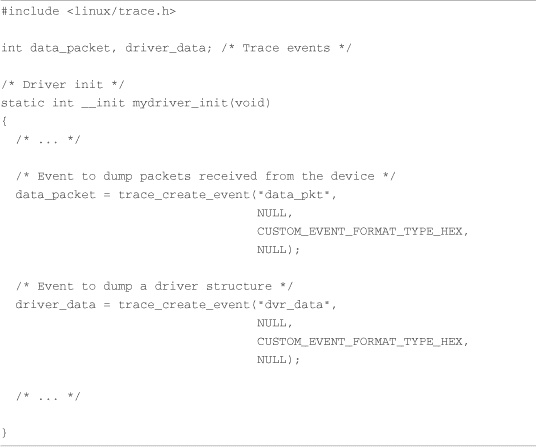 #include <linux/trace.h>
int data_packet, driver_data; /* Trace events */
/* Driver init */
static int __init mydriver_init(void)
{
/* ... */
/* Event to dump packets received from the device */
data_packet = trace_create_event("data_pkt",
NULL,
CUSTOM_EVENT_FORMAT_TYPE_HEX,
NULL);
/* Event to dump a driver structure */
driver_data = trace_create_event("dvr_data",
NULL,
CUSTOM_EVENT_FORMAT_TYPE_HEX,
NULL);
/* ... */
}